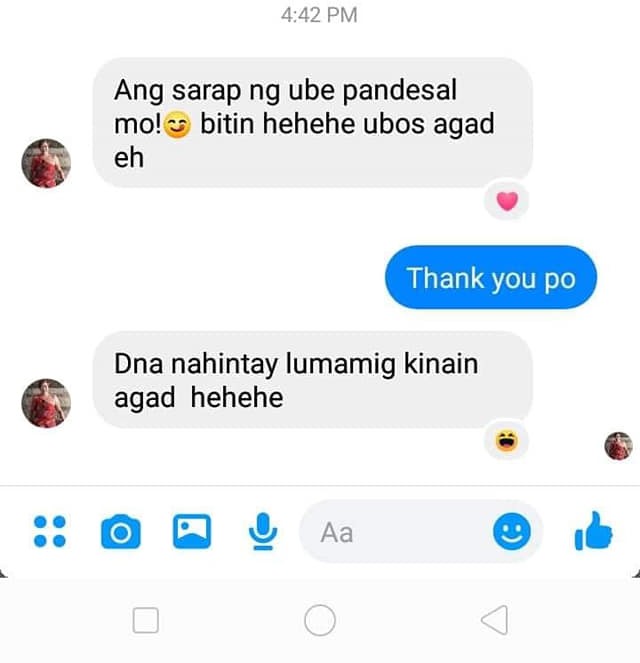 4:42 PM
Ang sarap ng ube pandesal
mo!😋 bitin hehehe ubos agad
eh
Thank you po
Dna nahintay lumamig kinain
agad hehehe
Aa